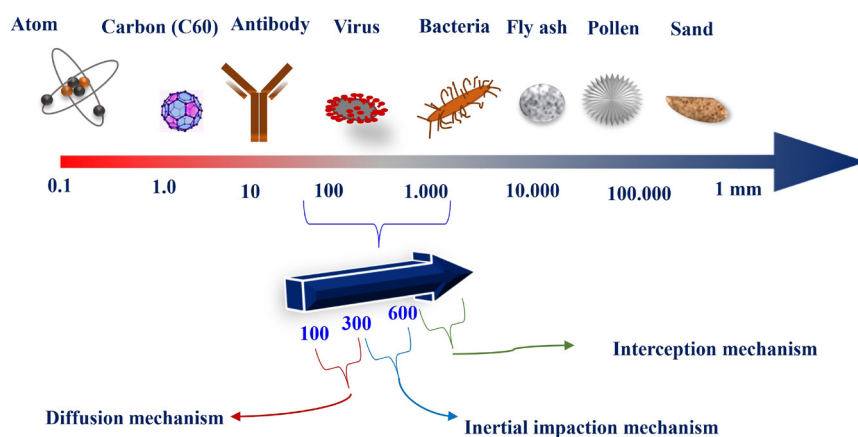 Atom
Carbon (C60)
Antibody
Virus
Bacteria
Fly ash
Pollen
Sand
0.1
1.0
10
100
1.000
10.000
100.000
1 mm
100
300
600
Interception mechanism
Diffusion mechanism
Inertial impaction mechanism